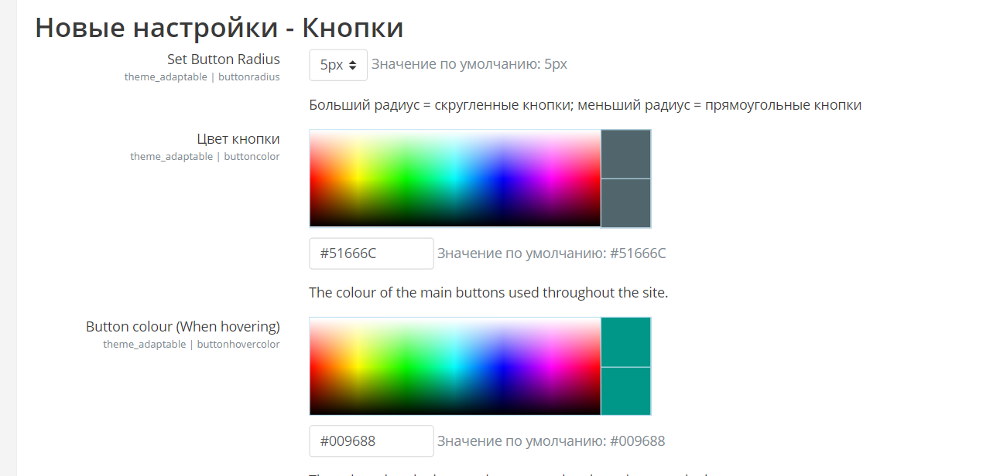 Новые настройки - Кнопки
Set Button Radius
5px Значение по умолчанию: 5px
theme_adaptable | buttonradius
Больший радиус = скругленные кнопки; меньший радиус = прямоугольные кнопки
Цвет кнопки
theme_adaptable | buttoncolor
#51666C Значение по умолчанию: #51666C
The colour of the main buttons used throughout the site.
Button colour (When hovering)
theme_adaptable | buttonhovercolor
#009688 Значение по умолчанию: #009688